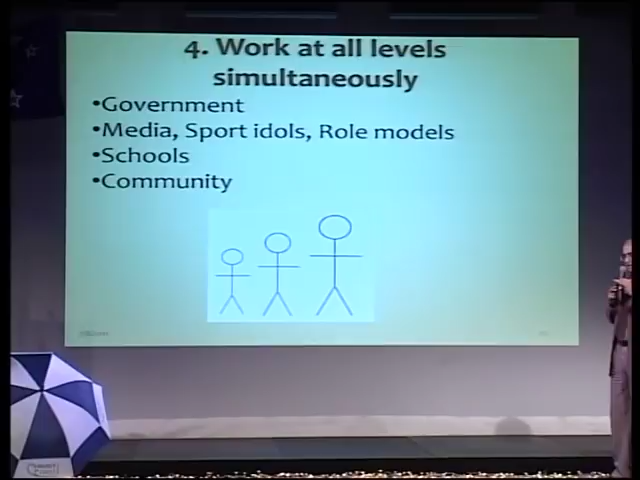 4. Work at all levels
simultaneously
•Government
•Media, Sport idols, Role models
•Schools
•Community